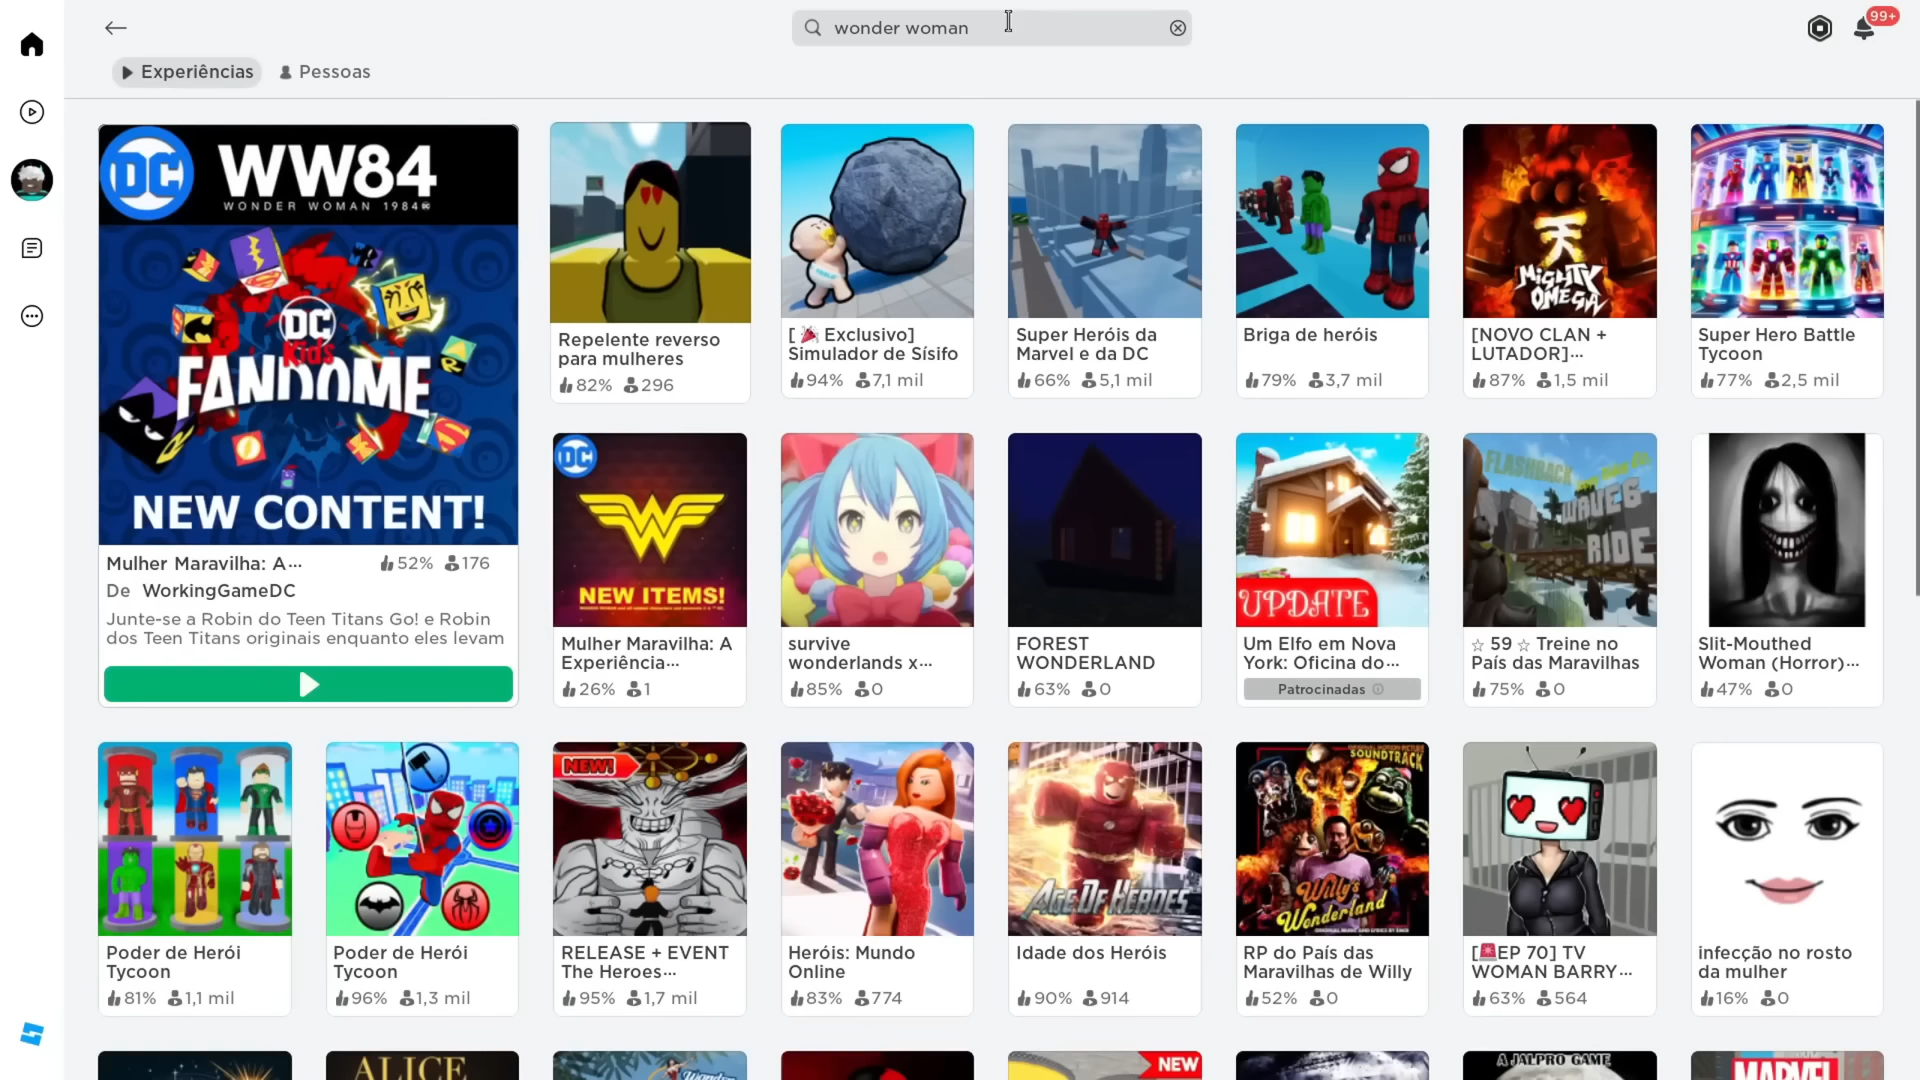 wonder woman
99+
Experiências
Pessoas
DC
WW84
WONDER WOMAN 1984
DC
Kids
FANDOME
NEW CONTENT!
Mulher Maravilha: A...
52% 176
De WorkingGameDC
Junte-se a Robin do Teen Titans Go! e Robin
dos Teen Titans originais enquanto eles levam
Repelente reverso
para mulheres
82% 296
[ Exclusivo]
Simulador de Sísifo
94% 7,1 mil
Super Heróis da
Marvel e da DC
66% 5,1 mil
Briga de heróis
79% 3,7 mil
MiGHTY
OMEGA
[NOVO CLAN +
LUTADOR]...
87% 1,5 mil
Super Hero Battle
Tycoon
77% 2,5 mil
DC
NEW ITEMS!
Mulher Maravilha: A
Experiência...
26% 1
survive
wonderlands x...
85% 0
FOREST
WONDERLAND
63% 0
UPDATE
Um Elfo em Nova
York: Oficina do...
Patrocinadas
FLASHBACK
WAVES
RIDE
☆ 59 ☆ Treine no
País das Maravilhas
75% 0
Slit-Mouthed
Woman (Horror)...
47% 0
Poder de Herói
Tycoon
81% 1,1 mil
Poder de Herói
Tycoon
96% 1,3 mil
NEW!
RELEASE + EVENT
The Heroes...
95% 1,7 mil
Heróis: Mundo
Online
83% 774
AGE OF HEROES
Idade dos Heróis
90% 914
SOUNDTRACK
Willy's
Wonderland
RP do País das
Maravilhas de Willy
52% 0
[EP 70] TV
WOMAN BARRY...
63% 564
infecção no rosto
da mulher
16% 0
ALICE
NEW
A JALPRO GAME
MARVEL